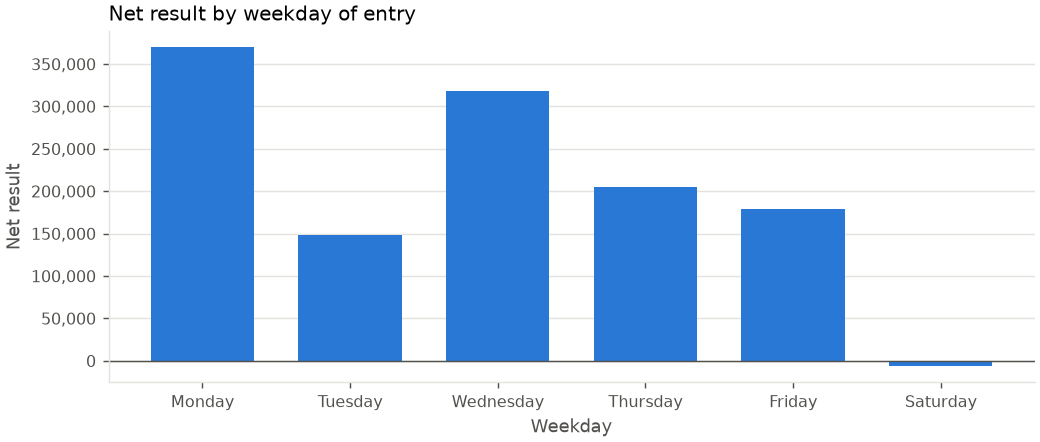 Net result by weekday of entry
Net result
350,000
300,000
250,000
200,000
150,000
100,000
50,000
0
Monday Tuesday Wednesday Thursday Friday Saturday
Weekday